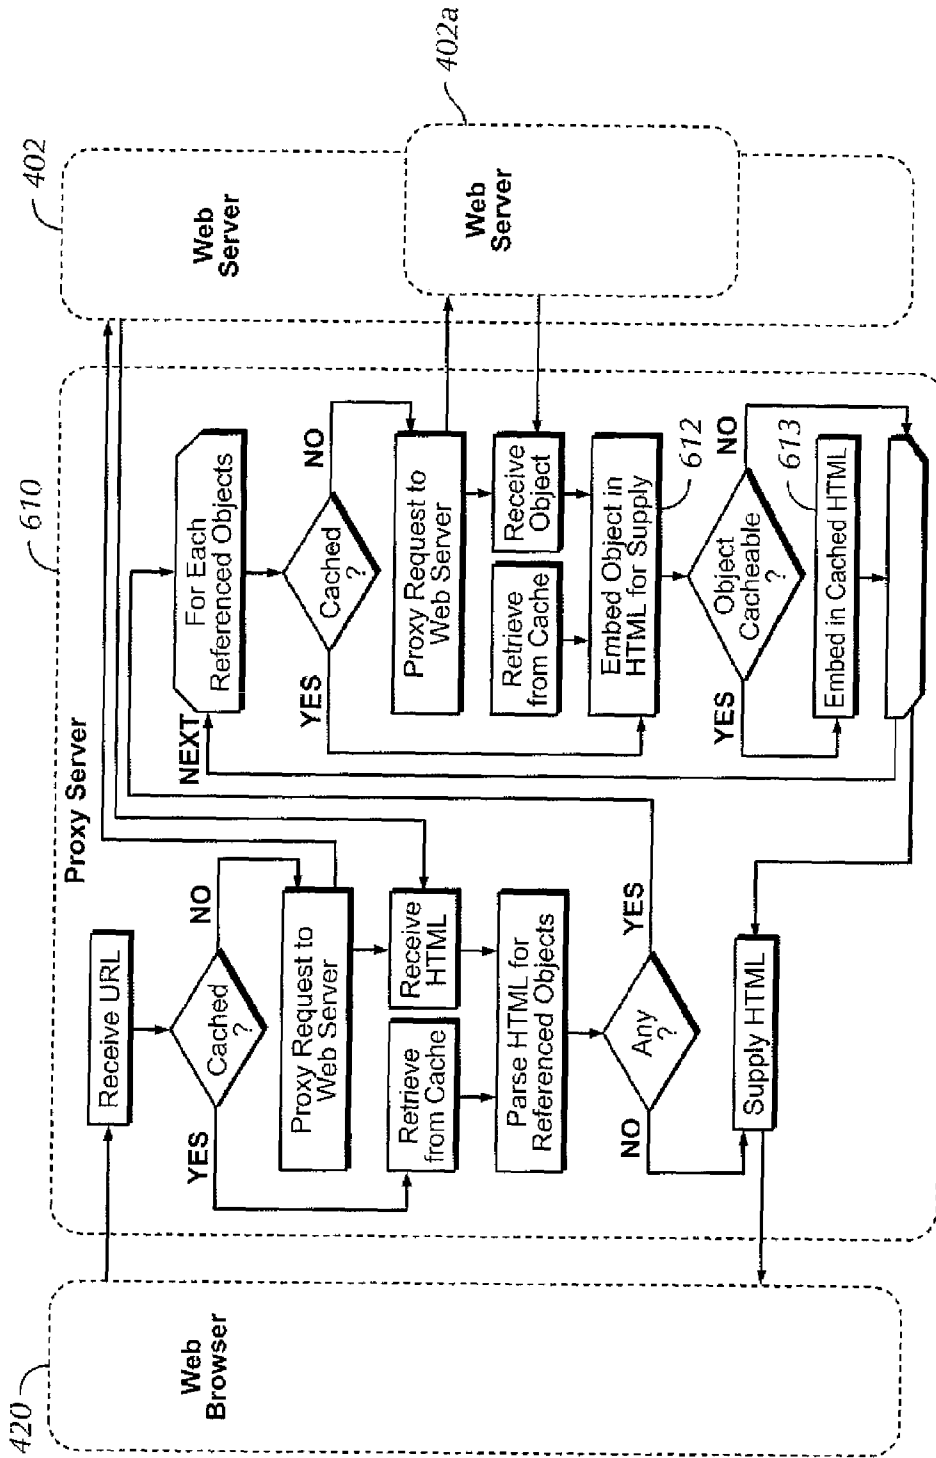 420
Web
Browser
Proxy Server
610
Receive URL
Cached
?
YES
NO
Proxy Request to
Web Server
Retrieve
from Cache
Receive
HTML
Parse HTML for
Referenced Objects
Any
?
NO
YES
Supply HTML
NEXT
For Each
Referenced Objects
Cached
?
YES
NO
Proxy Request to
Web Server
Retrieve
from Cache
Receive
Object
Embed Object in
HTML for Supply
612
Object
Cacheable
?
YES
NO
613
Embed in Cached HTML
402
Web
Server
402a
Web
Server